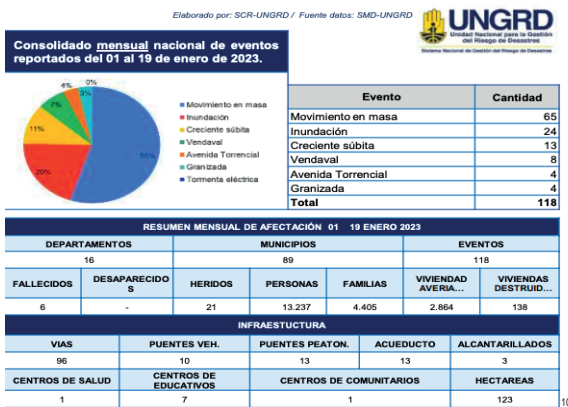 Elaborado por: SCR-UNGRD / Fuente datos: SMD-UNGRD
UNGRD
Unidad Nacional para la Gestión
del Riesgo de Desastres
Sistema Nacional de Gestión del Riesgo de Desastres
Consolidado mensual nacional de eventos
reportados del 01 al 19 de enero de 2023.
4% 0%
3%
7%
11%
20%
55%
Movimiento en masa
Inundación
Creciente súbita
Vendaval
Avenida Torrencial
Granizada
Tormenta eléctrica
Evento Cantidad
Movimiento en masa 65
Inundación 24
Creciente súbita 13
Vendaval 8
Avenida Torrencial 4
Granizada 4
Total 118
RESUMEN MENSUAL DE AFECTACIÓN 01 19 ENERO 2023
DEPARTAMENTOS MUNICIPIOS EVENTOS
16 89 118
FALLECIDOS DESAPARECIDO
S HERIDOS PERSONAS FAMILIAS VIVIENDAD
AVERIA... VIVIENDAS
DESTRUID...
6 - 21 13.237 4.405 2.864 138
INFRAESTUCTURA
VIAS PUENTES VEH. PUENTES PEATON. ACUEDUCTO ALCANTARILLADOS
96 10 13 13 3
CENTROS DE SALUD CENTROS DE
EDUCATIVOS CENTROS DE COMUNITARIOS HECTAREAS
1 7 1 123
10